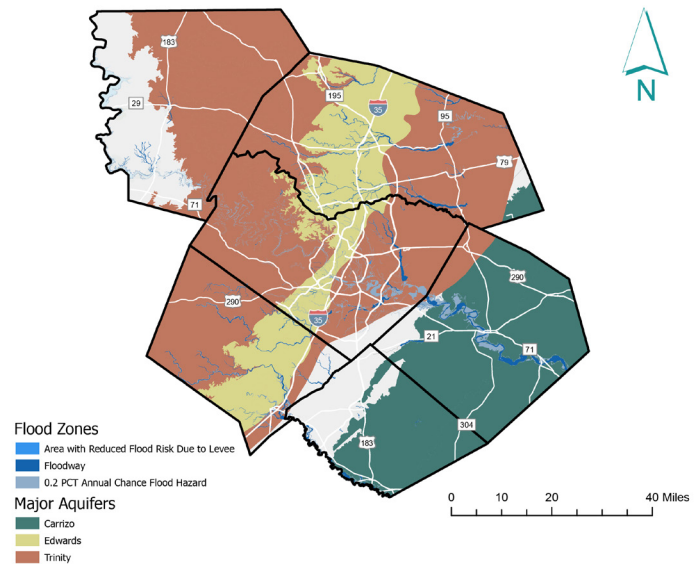 183
29
195
35
95
79
71
290
290
35
21
71
304
183
N
Flood Zones
Area with Reduced Flood Risk Due to Levee
Floodway
0.2 PCT Annual Chance Flood Hazard
Major Aquifers
Carrizo
Edwards
Trinity
0 10 20 40 Miles